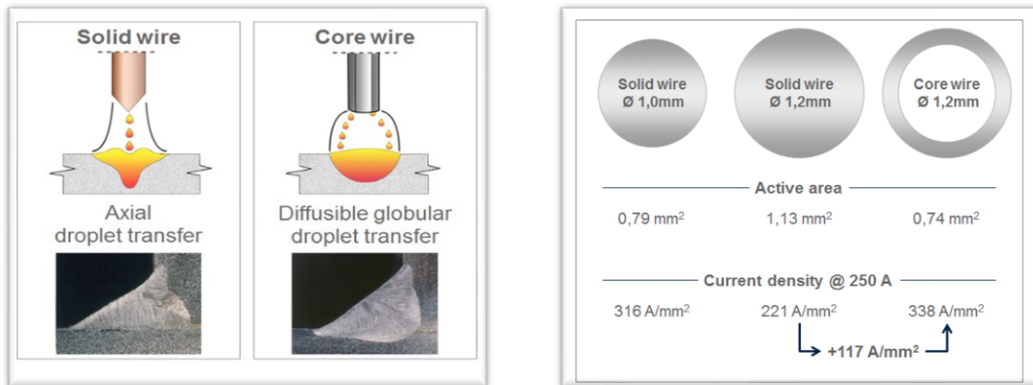 Solid wire
Core wire
Axial
droplet transfer
Diffusible globular
droplet transfer
Solid wire
Ø 1,0mm
Solid wire
Ø 1,2mm
Core wire
Ø 1,2mm
Active area
0,79 mm²
1,13 mm²
0,74 mm²
Current density @ 250 A
316 A/mm²
221 A/mm²
338 A/mm²
+117 A/mm²